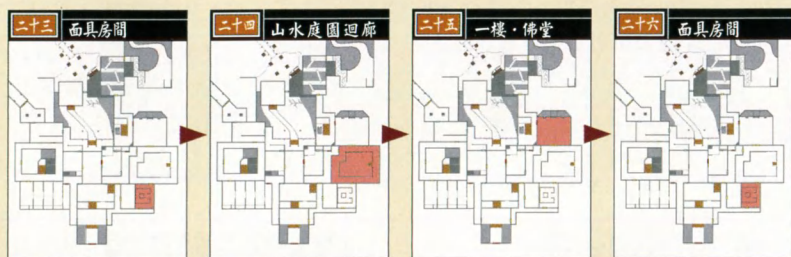 二十三 面具房間
二十四 山水庭園迴廊
二十五 一樓・佛堂
二十六 面具房間